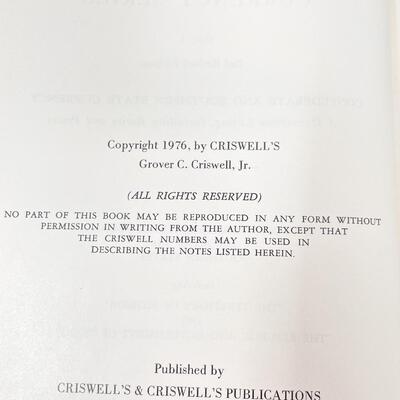 Copyright 1976, by CRISWELL'S
Grover C. Criswell, Jr.
(ALL RIGHTS RESERVED)
NO PART OF THIS BOOK MAY BE REPRODUCED IN ANY FORM WITHOUT
PERMISSION IN WRITING FROM THE AUTHOR, EXCEPT THAT
THE CRISWELL NUMBERS MAY BE USED IN
DESCRIBING THE NOTES LISTED HEREIN.
Published by
CRISWELL'S & CRISWELL'S PUBLICATIONS